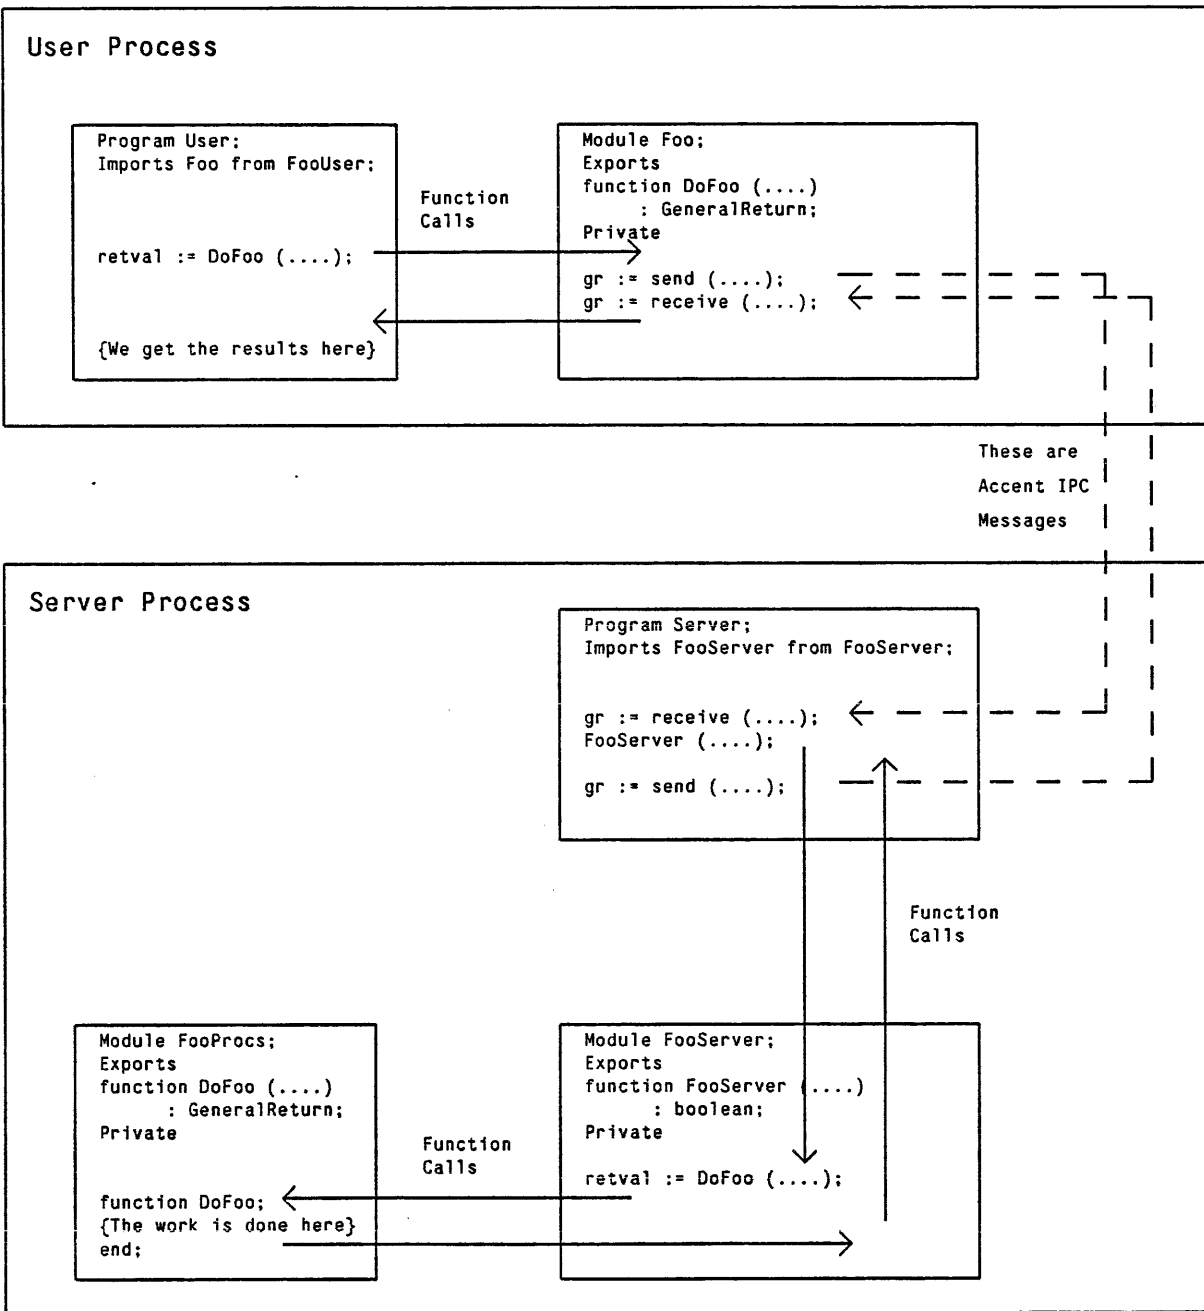 User Process
Program User;
Imports Foo from FooUser;
retval := DoFoo (....);
{We get the results here}
Function
Calls
Module Foo;
Exports
function DoFoo (....)
: GeneralReturn;
Private
gr := send (....);
gr := receive (....);
These are
Accent IPC
Messages
Server Process
Program Server;
Imports FooServer from FooServer;
gr := receive (....);
FooServer (....);
gr := send (....);
Function
Calls
Module FooProcs;
Exports
function DoFoo (....)
: GeneralReturn;
Private
function DoFoo;
{The work is done here}
end;
Function
Calls
Module FooServer;
Exports
function FooServer (....)
: boolean;
Private
retval := DoFoo (....);